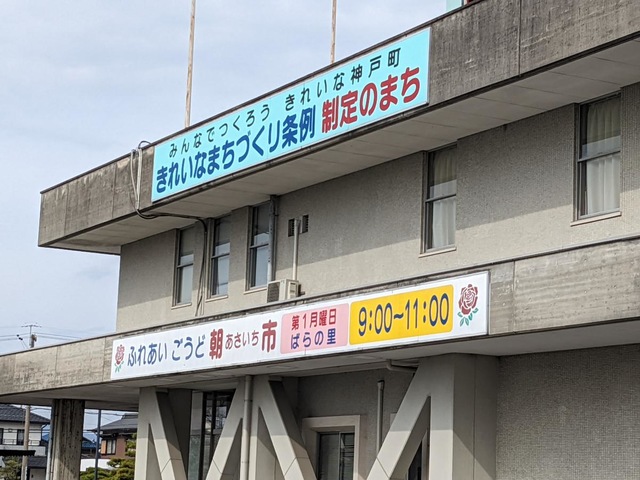 みんなでつくろう きれいな神戸町
きれいなまちづくり条例 制定のまち
ふれあい ごうど 朝あさいち市 第1月曜日 9:00~11:00
ばらの里